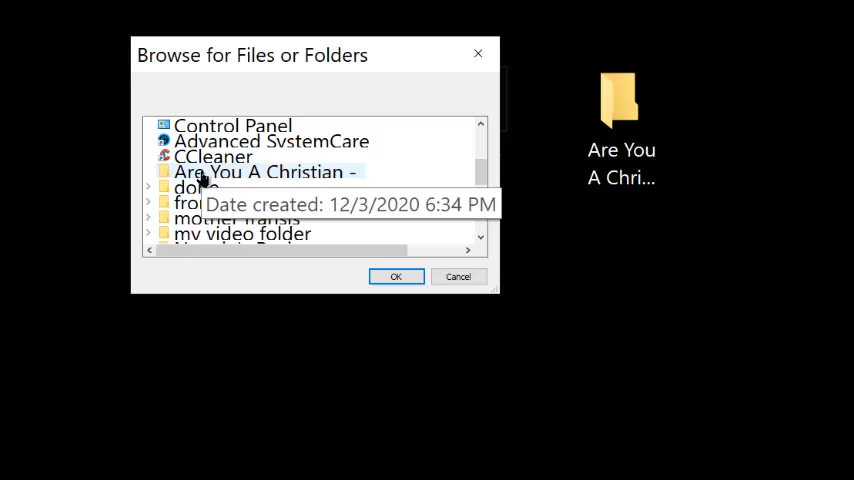 Browse for Files or Folders
Control Panel
Advanced SystemCare
CCleaner
Are You A Christian -
Date created: 12/3/2020 6:34 PM
my video folder
OK
Cancel
Are You
A Chri...